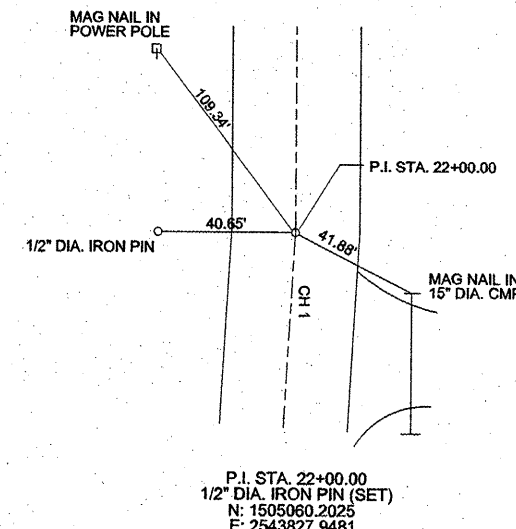 MAG NAIL IN
POWER POLE
109.34'
P.I. STA. 22+00.00
40.65'
1/2" DIA. IRON PIN
41.88'
MAG NAIL IN
15" DIA. CMP
CH 1
P.I. STA. 22+00.00
1/2" DIA. IRON PIN (SET)
N: 1505060.2025
E: 2543827.9481